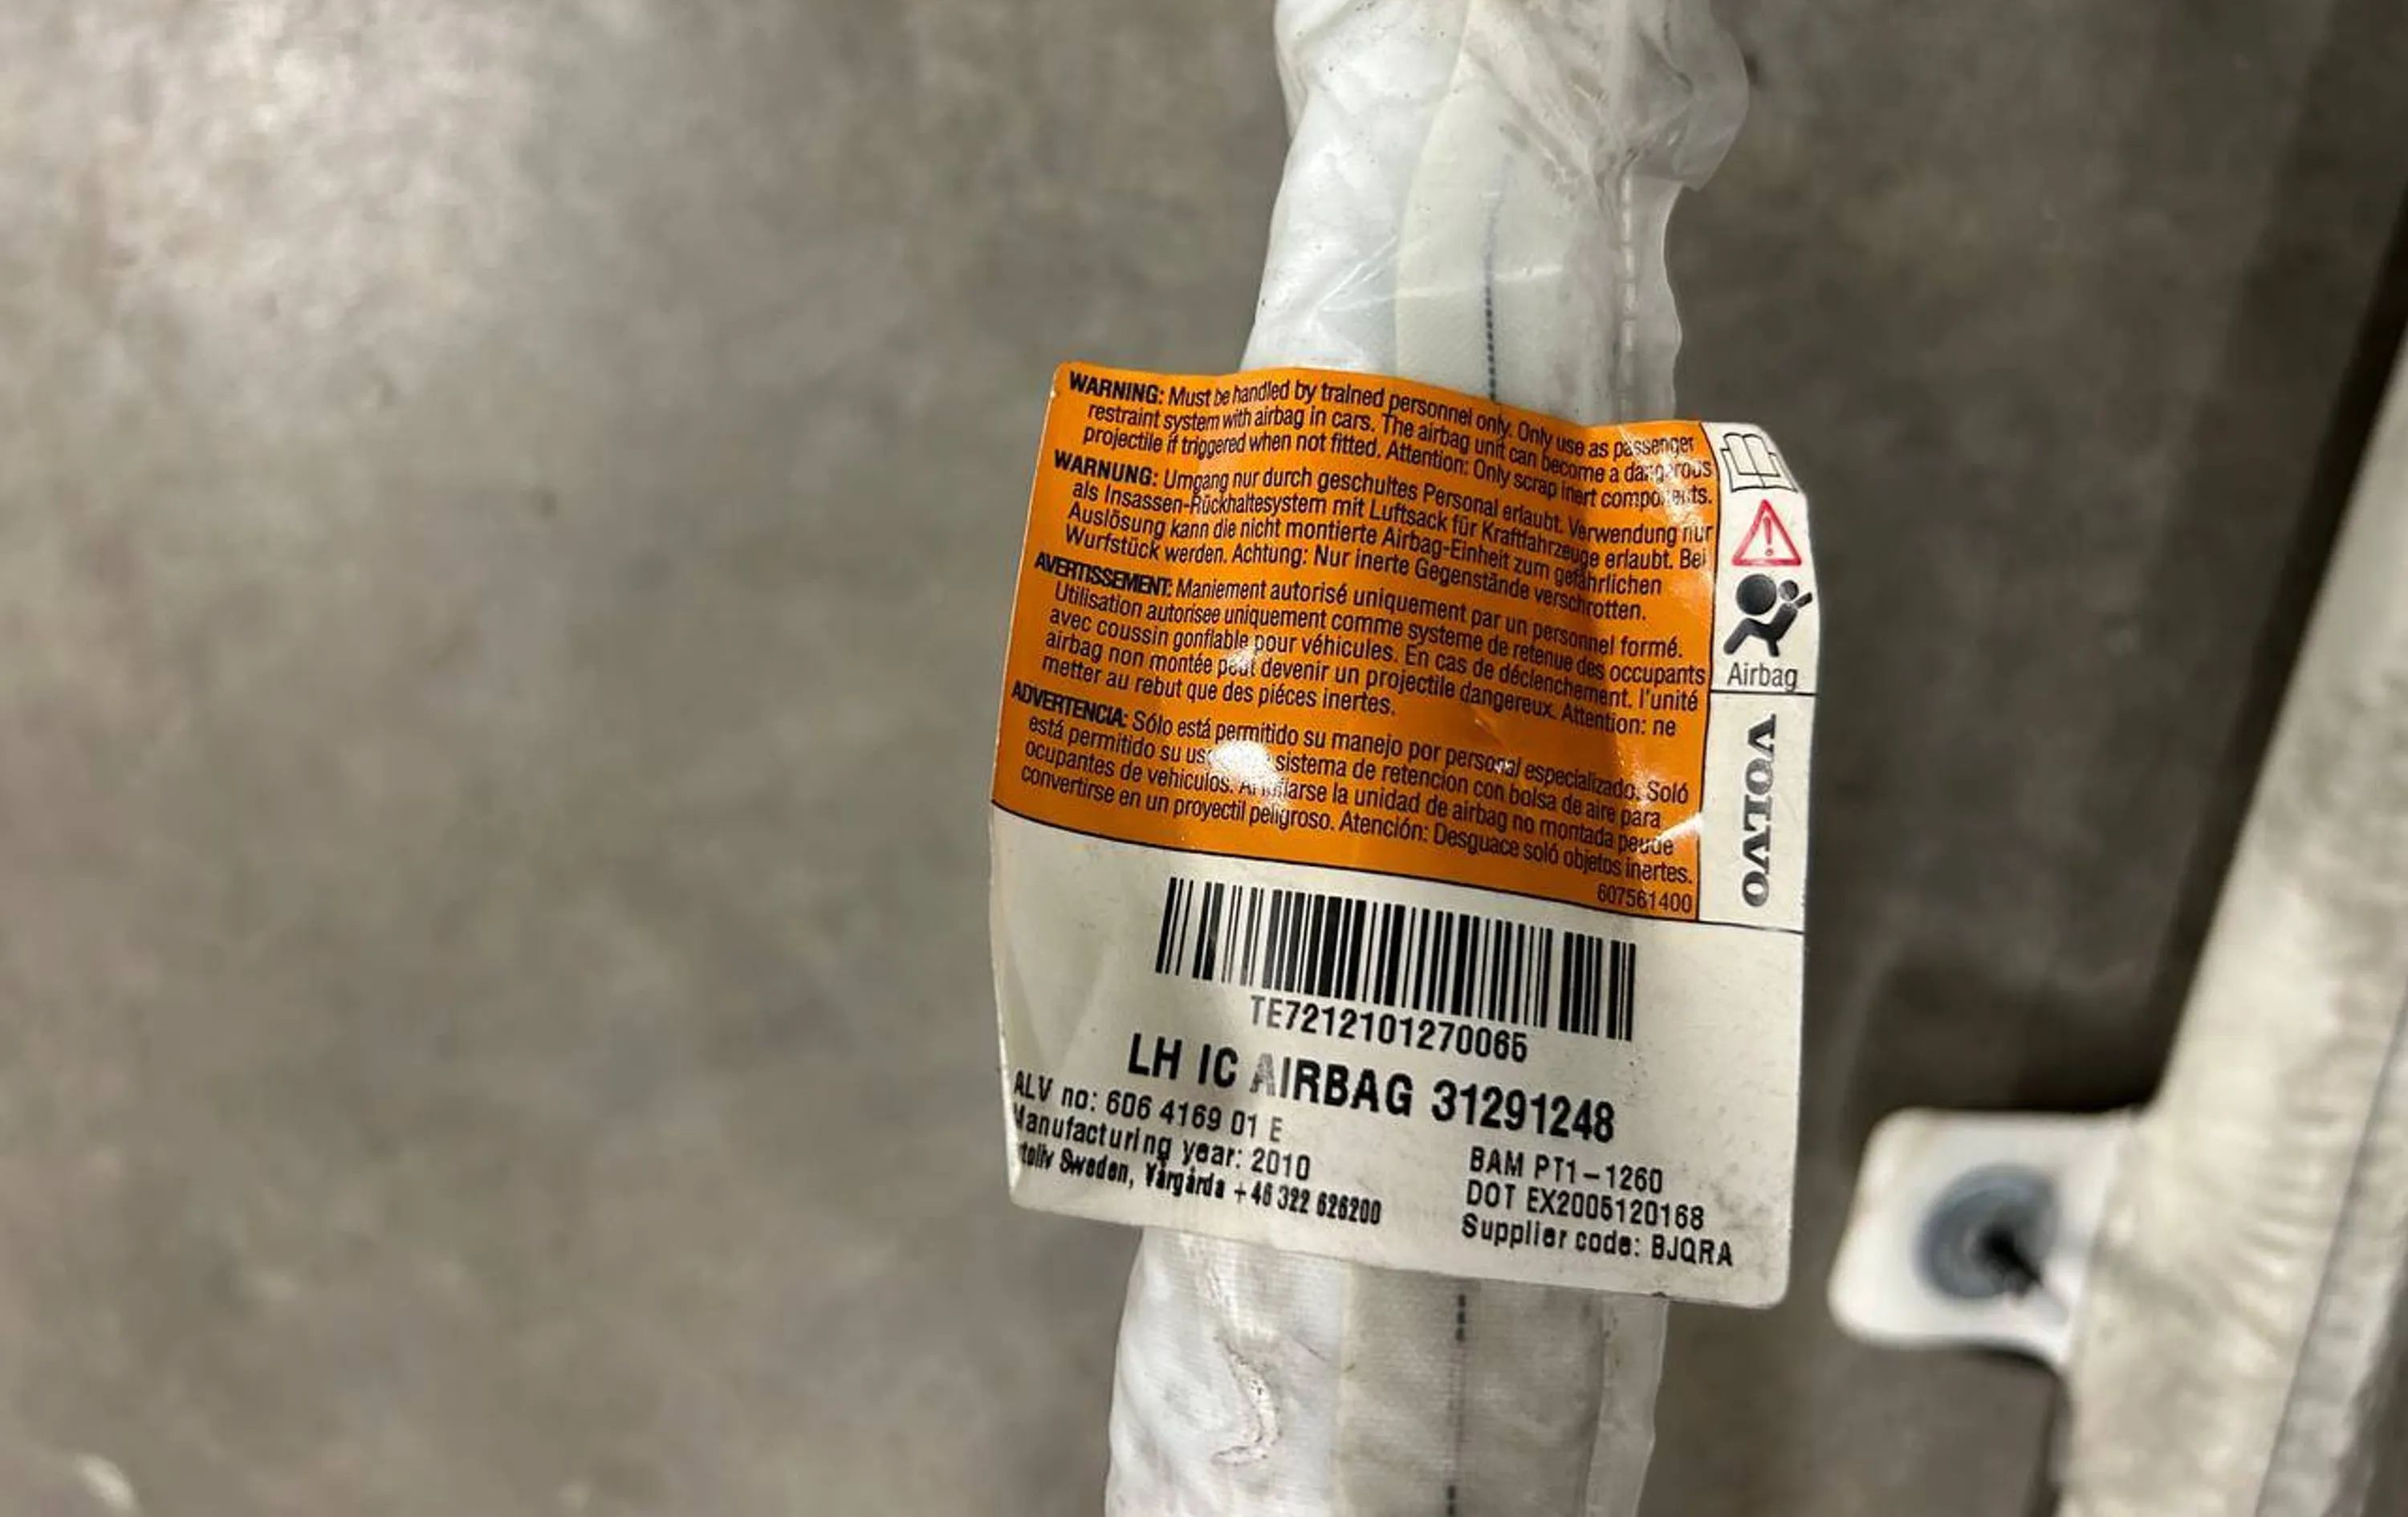 WARNING: Must be handled by trained personnel only. Only use as passenger
restraint system with airbag in cars. The airbag unit can become a dangerous
projectile if triggered when not fitted. Attention: Only scrap inert components.
WARNUNG: Umgang nur durch geschultes Personal erlaubt. Verwendung nur
als Insassen-Rückhaltesystem mit Luftsack für Kraftfahrzeuge erlaubt. Bei
Auslösung kann die nicht montierte Airbag-Einheit zum gefährlichen
Wurfstück werden. Achtung: Nur inerte Gegenstände verschrotten.
AVERTISSEMENT: Maniement autorisé uniquement par un personnel formé.
Utilisation autorisee uniquement comme systeme de retenue des occupants
avec coussin gonflable pour véhicules. En cas de déclenchement. l'unité
airbag non montée peut devenir un projectile dangereux. Attention: ne
metter au rebut que des piéces inertes.
ADVERTENCIA: Sólo está permitido su manejo por personal especializado. Soló
está permitido su sistema de retencion con bolsa de aire para
ocupantes de vehiculos. la unidad de airbag no montada peude
convertirse en un proyectil peligroso. Atención: Desguace soló objetos inertes.
607561400
Airbag
VOLVO
TE7212101270065
LH IC AIRBAG 31291248
ALV no: 606 4169 01 E
Manufacturing year: 2010
Sweden, Vårgårda +46 322 626200
BAM PT1-1260
DOT EX2005120168
Supplier code: BJQRA